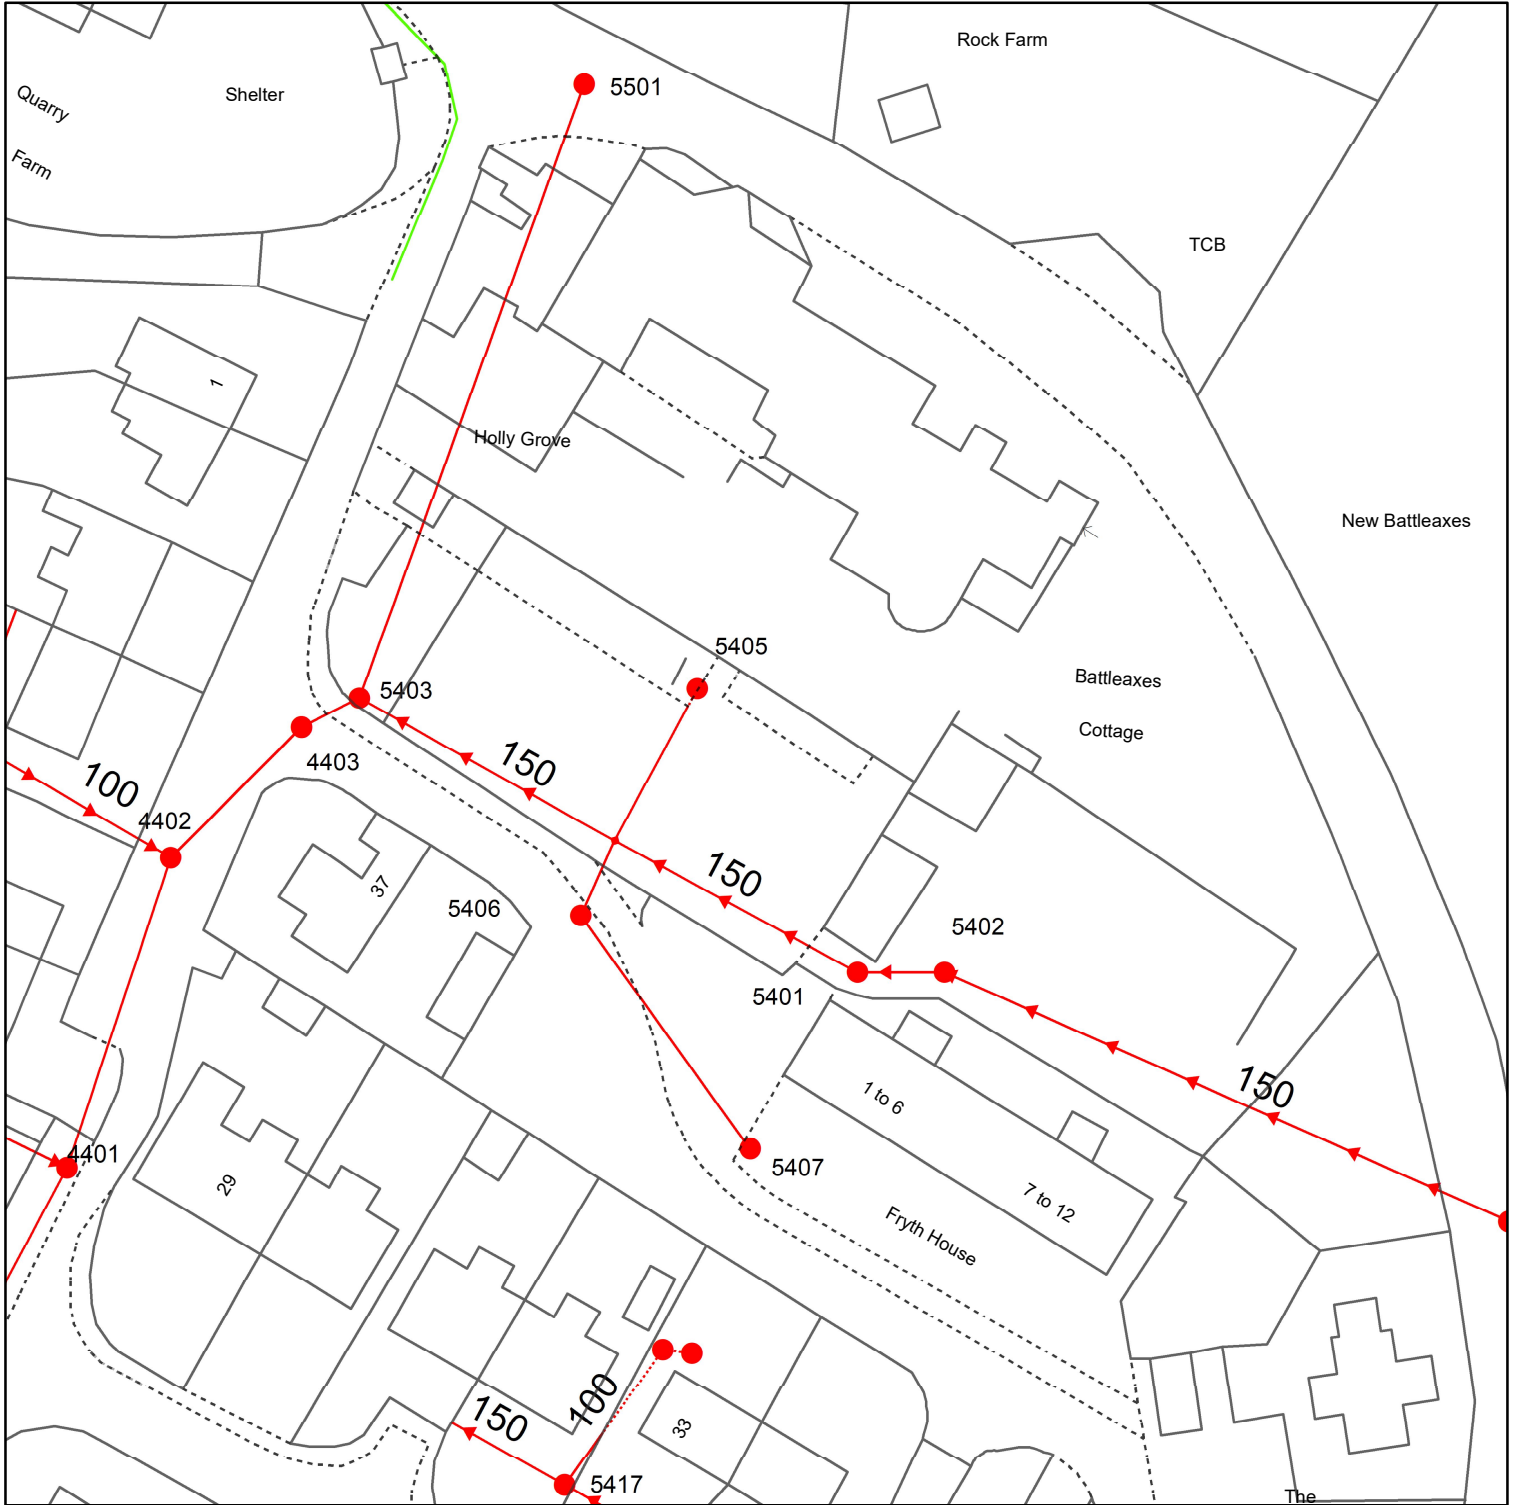 Rock Farm
5501
Shelter
Quarry
Farm
TCB
1
Holly Grove
New Battleaxes
5405
Battleaxes
5403
Cottage
150
4403
100
4402
150
37
5406
5402
5401
150
1 to 6
4401
5407
29
7 to 12
Fryth House
100
150
33
5417
The